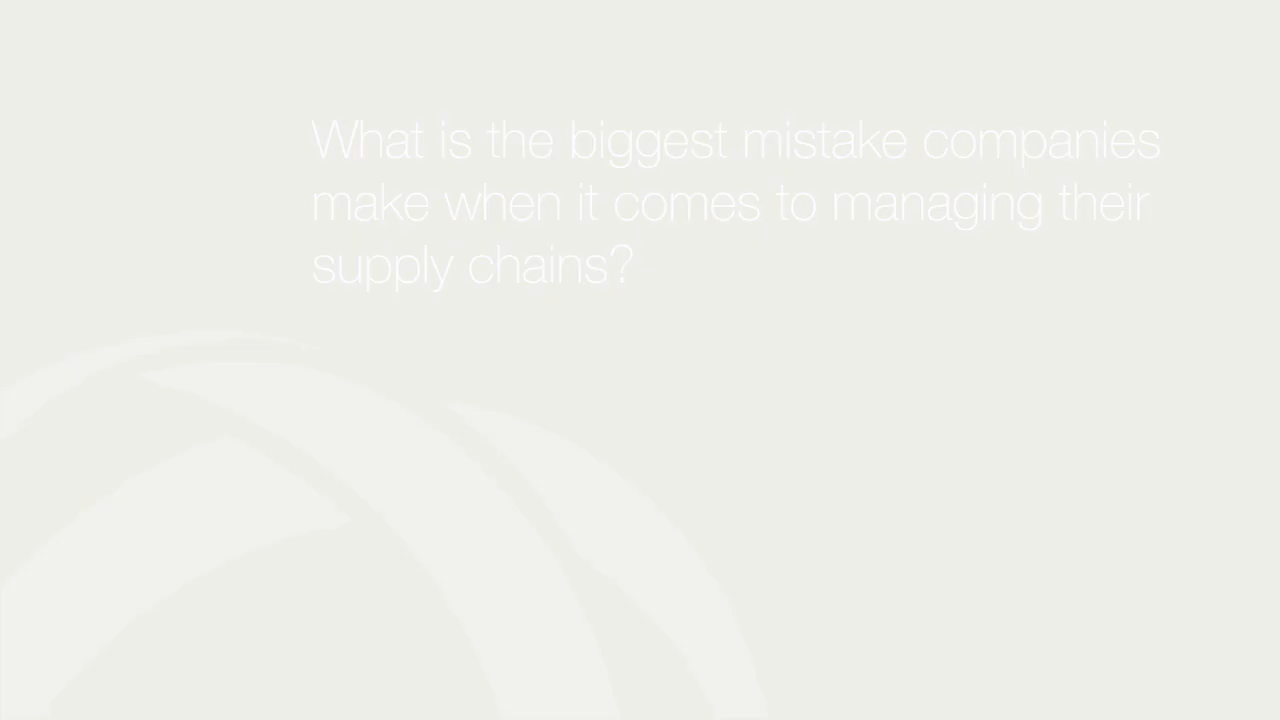 What is the biggest mistake companies
make when it comes to managing their
supply chains?